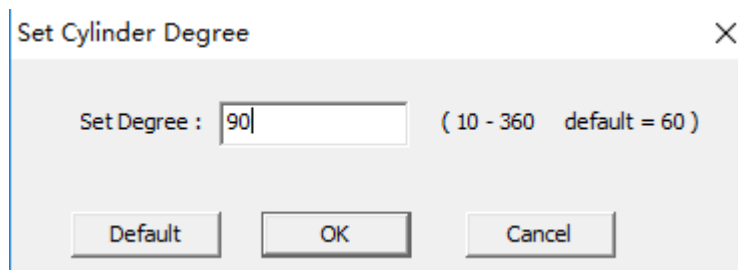 Set Cylinder Degree
Set Degree : 90 ( 10 - 360 default = 60 )
Default OK Cancel